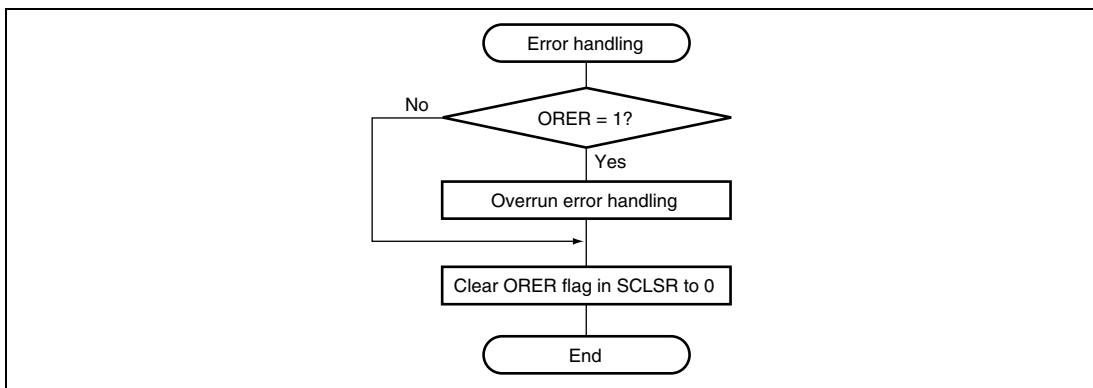 Error handling
No
ORER = 1?
Yes
Overrun error handling
Clear ORER flag in SCLSR to 0
End